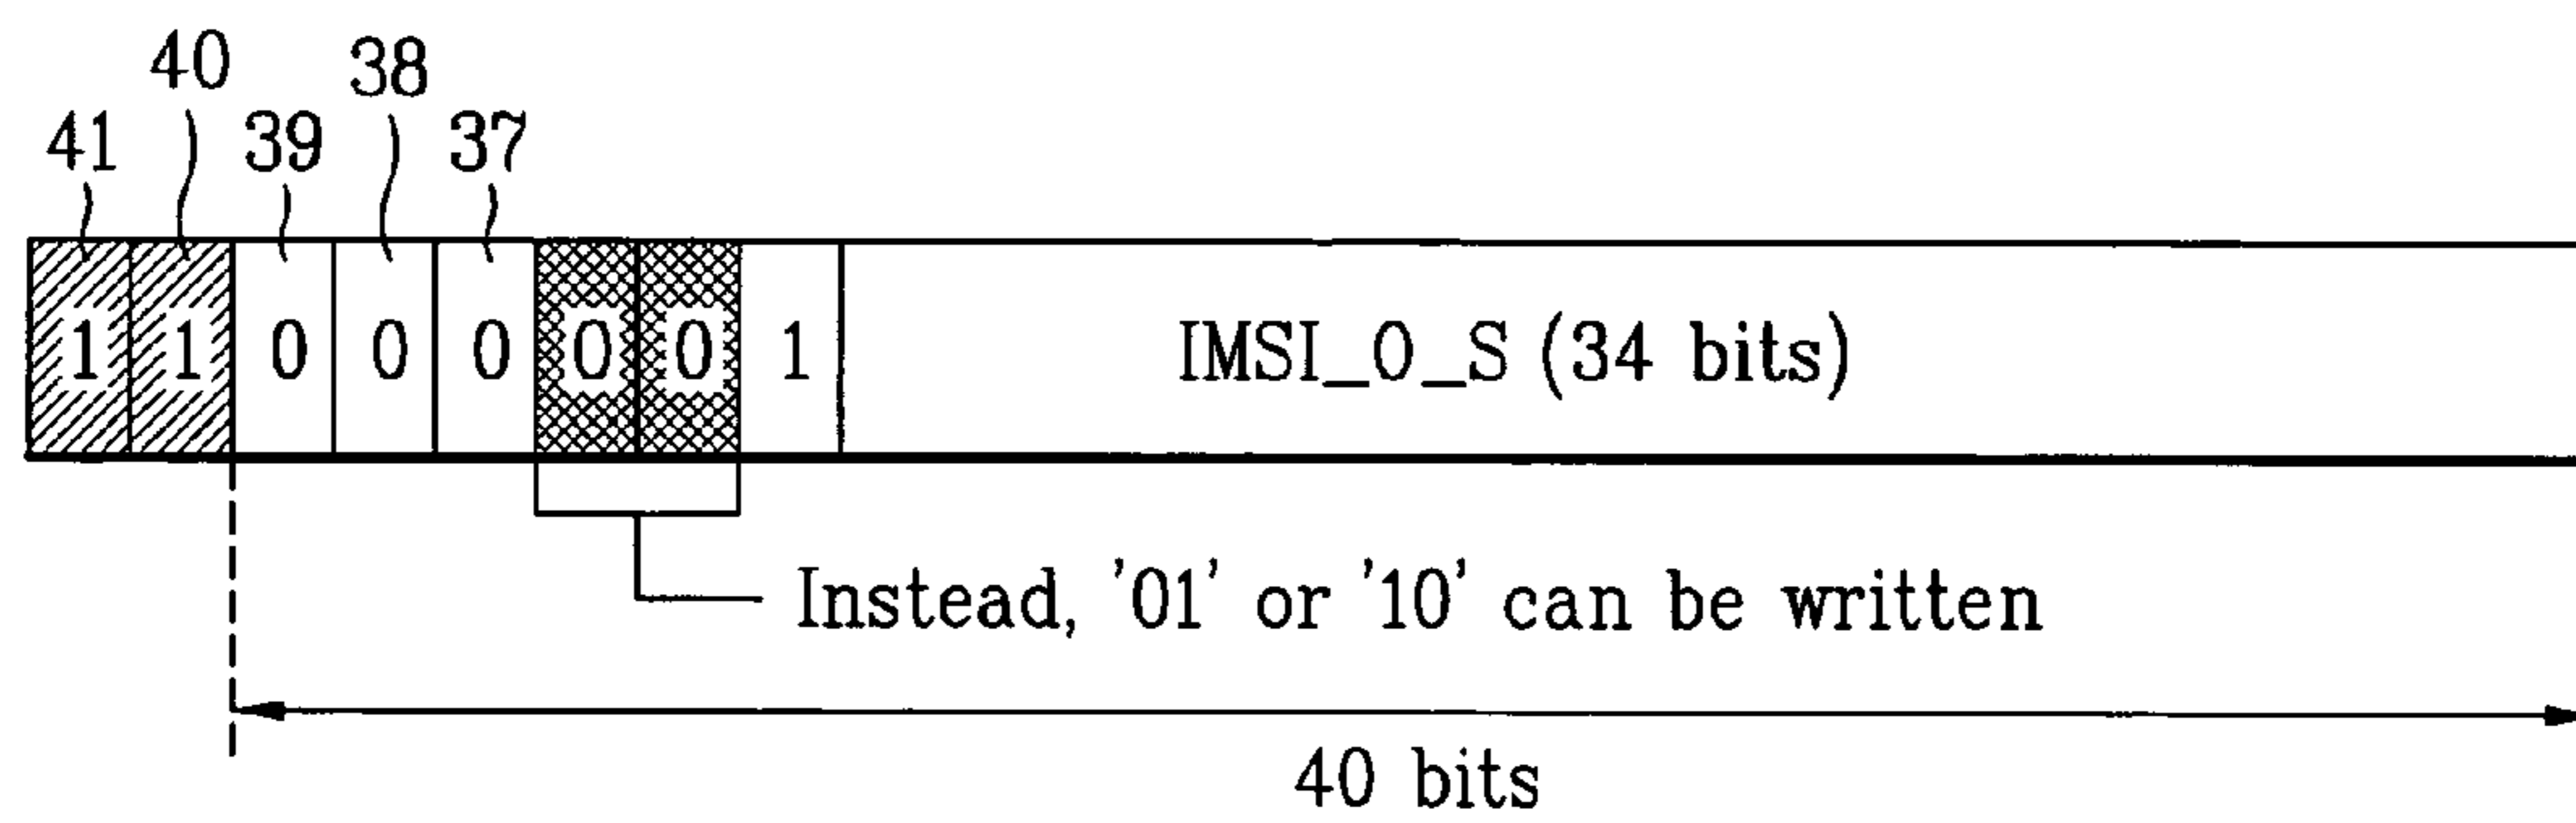 40 38
41 39 37
1 1 0 0 0 0 0 1 IMSI_O_S (34 bits)
Instead, '01' or '10' can be written
40 bits